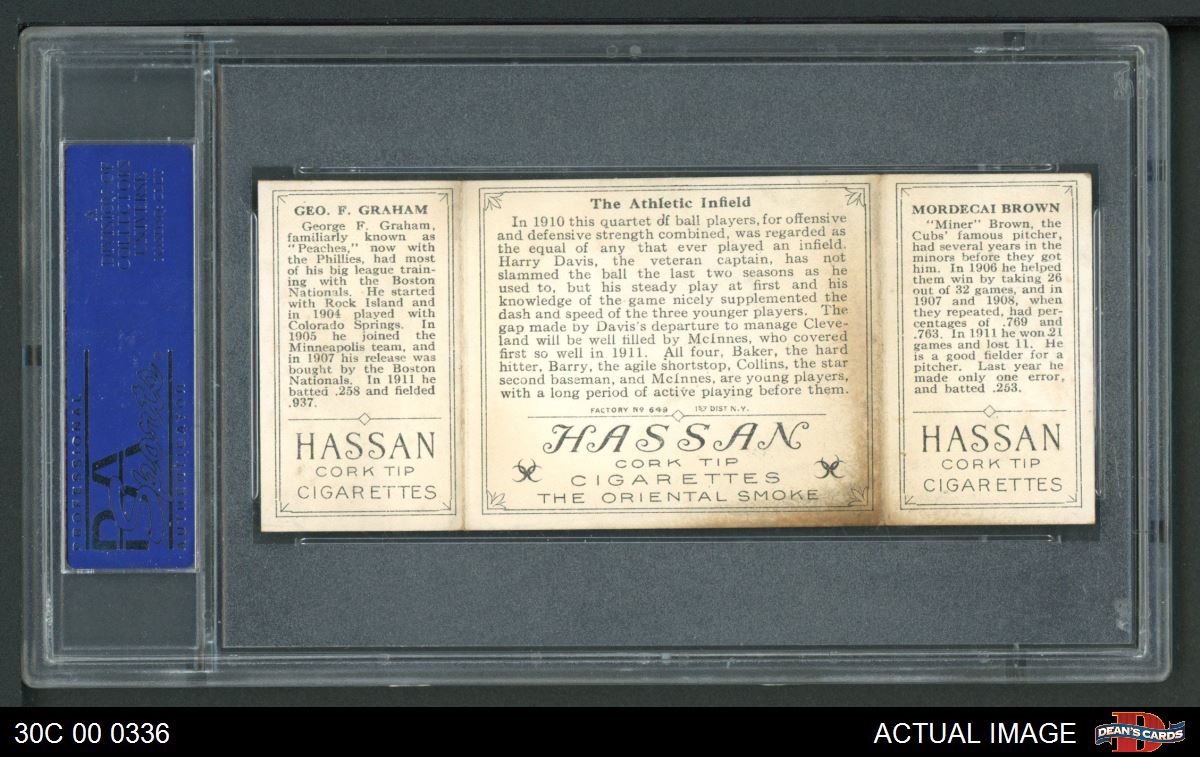 GEO. F. GRAHAM
George F. Graham,
familiarly known as
"Peaches," now with
the Phillies, had most
of his big league train-
ing with the Boston
Nationals. He started
with Rock Island and
in 1904 played with
Colorado Springs. In
1905 he joined the
Minneapolis team, and
in 1907 his release was
bought by the Boston
Nationals. In 1911 he
batted .258 and fielded
.937.
HASSAN
CORK TIP
CIGARETTES
The Athletic Infield
In 1910 this quartet of ball players, for offensive
and defensive strength combined, was regarded as
the equal of any that ever played an infield.
Harry Davis, the veteran captain, has not
slammed the ball the last two seasons as he
used to, but his steady play at first and his
knowledge of the game nicely supplemented the
dash and speed of the three younger players. The
gap made by Davis's departure to manage Cleve-
land will be well filled by McInnes, who covered
first so well in 1911. All four, Baker, the hard
hitter, Barry, the agile shortstop, Collins, the star
second baseman, and McInnes, are young players,
with a long period of active playing before them.
FACTORY No 649 1ST DIST N.Y.
HASSAN
CORK TIP
CIGARETTES
THE ORIENTAL SMOKE
MORDECAI BROWN
"Miner" Brown, the
Cubs' famous pitcher,
had several years in the
minors before they got
him. In 1906 he helped
them win by taking 26
out of 32 games, and in
1907 and 1908, when
they repeated, had per-
centages of .769 and
.763. In 1911 he won 21
games and lost 11. He
is a good fielder for a
pitcher. Last year he
made only one error,
and batted .253.
HASSAN
CORK TIP
CIGARETTES
A
DIVISION OF
COLLECTORS
UNIVERSE
PROFESSIONAL
PSA
AUTHENTICATION
30C 00 0336
ACTUAL IMAGE
DEAN'S CARDS